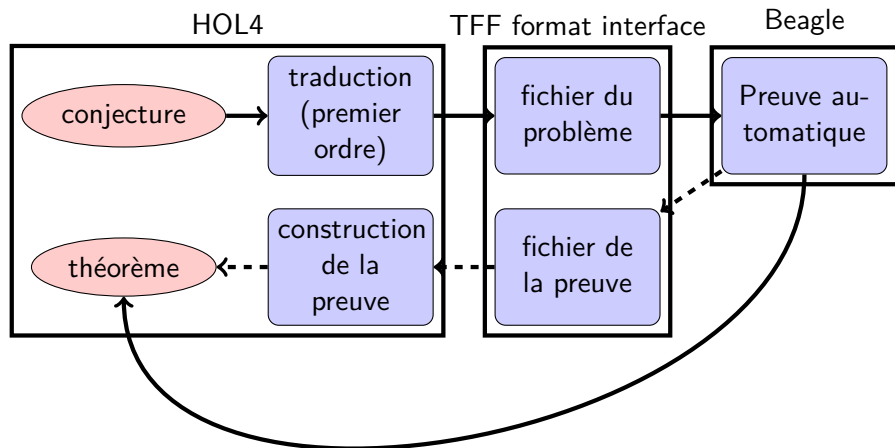 HOL4
TFF format interface
Beagle
conjecture
traduction
(premier
ordre)
fichier du
problème
Preuve au-
tomatique
théorème
construction
de la
preuve
fichier de
la preuve